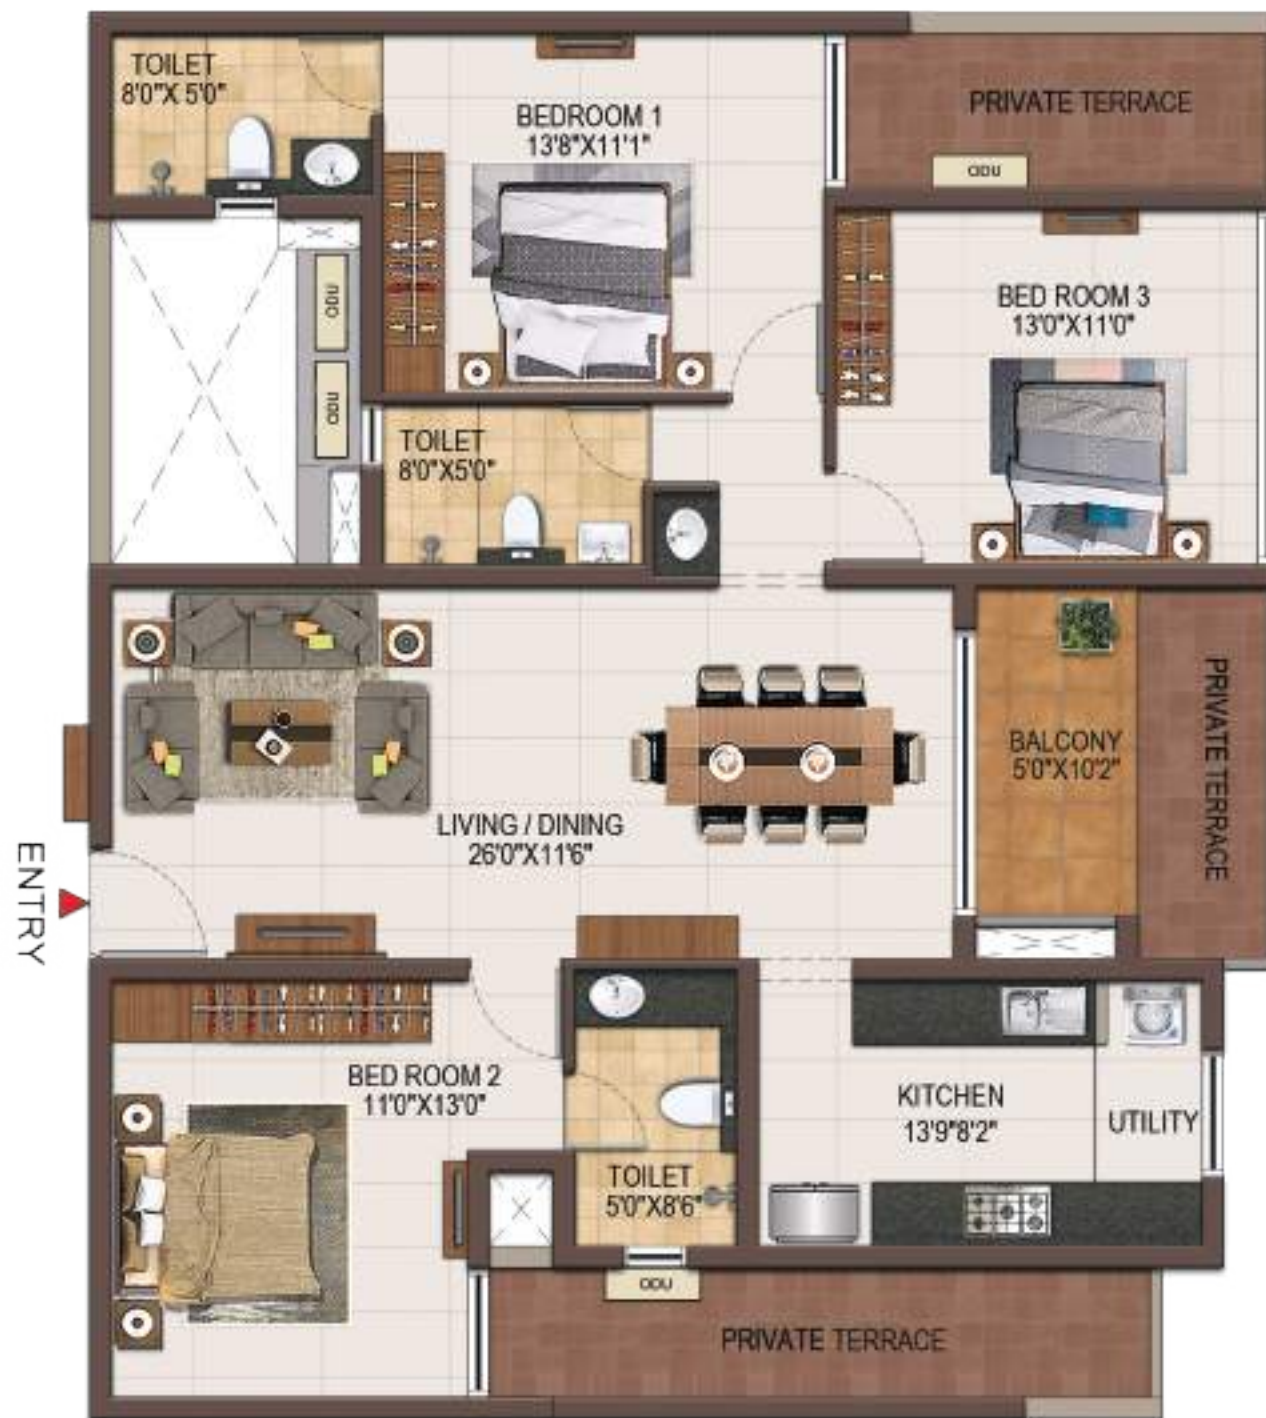 TOILET
8'0"X 5'0"
BEDROOM 1
13'8"X11'1"
PRIVATE TERRACE
ODU
BED ROOM 3
13'0"X11'0"
ODU
ODU
TOILET
8'0"X5'0"
LIVING / DINING
26'0"X11'6"
BALCONY
5'0"X10'2"
PRIVATE TERRACE
ENTRY
BED ROOM 2
11'0"X13'0"
KITCHEN
13'9"8'2"
UTILITY
TOILET
5'0"X8'6"
ODU
PRIVATE TERRACE